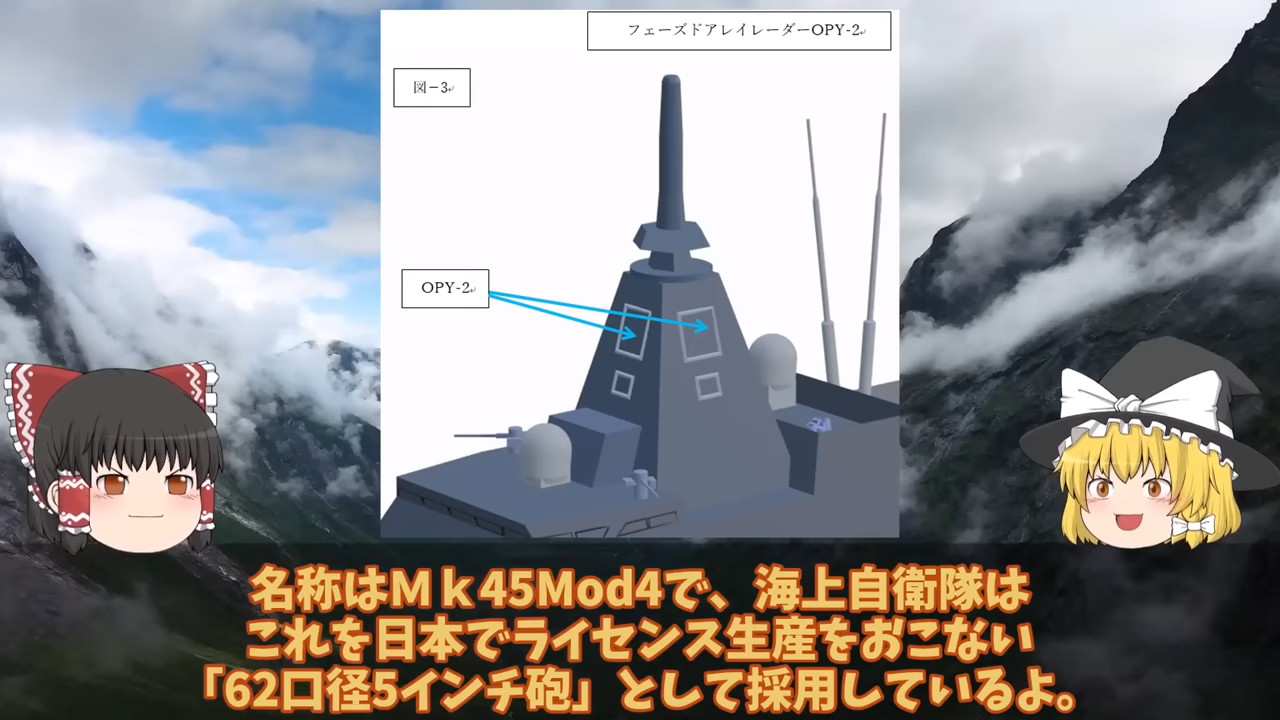 フェーズドアレイレーダーOPY-2
図－3
OPY-2
名称はＭｋ45Mod4で、海上自衛隊は
これを日本でライセンス生産をおこない
「62口径5インチ砲」として採用しているよ。